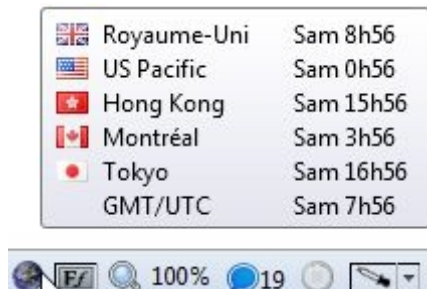 Royaume-Uni Sam 8h56
US Pacific Sam 0h56
Hong Kong Sam 15h56
Montréal Sam 3h56
Tokyo Sam 16h56
GMT/UTC Sam 7h56
Ff 100% 19